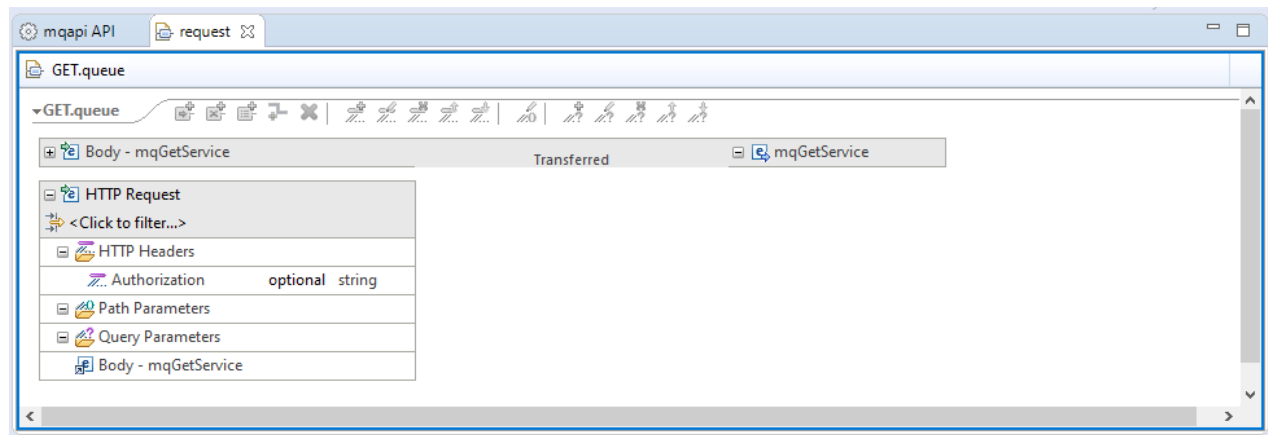 mqapi API request
GET.queue
GET.queue
Body - mqGetService Transferred mqGetService
HTTP Request
<Click to filter...>
HTTP Headers
Authorization optional string
Path Parameters
Query Parameters
Body - mqGetService